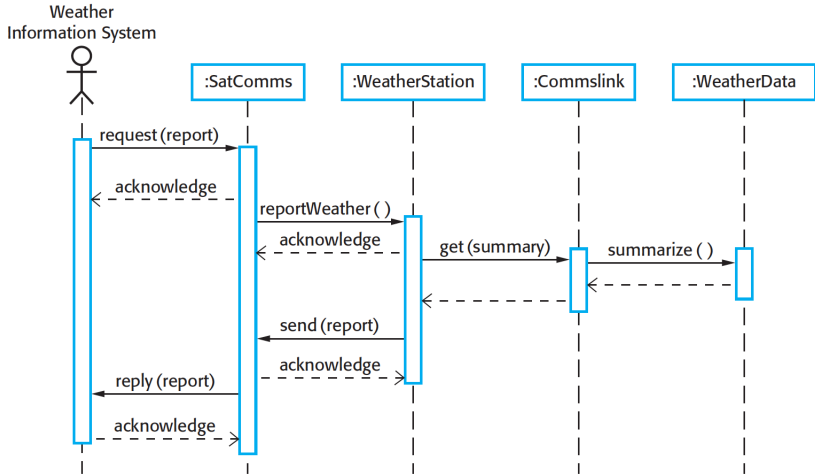 Weather
Information System
:SatComms
:WeatherStation
:Commslink
:WeatherData
request (report)
acknowledge
reportWeather ( )
acknowledge
get (summary)
summarize ( )
send (report)
acknowledge
reply (report)
acknowledge